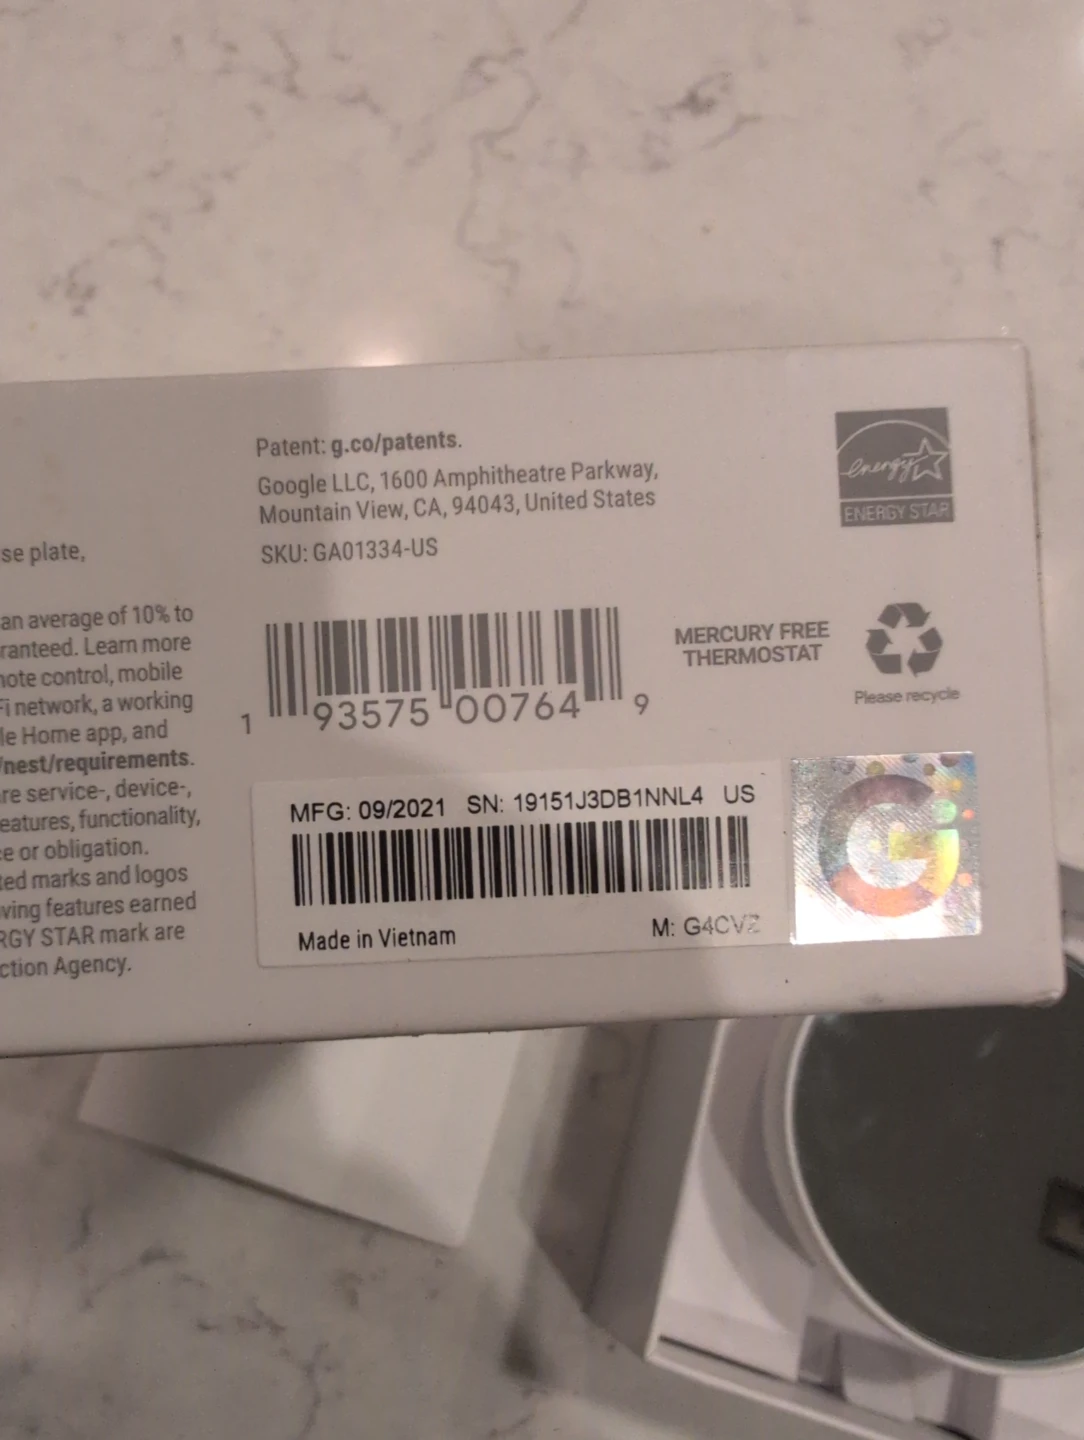 se plate,
an average of 10% to
ranteed. Learn more
note control, mobile
Fi network, a working
le Home app, and
/nest/requirements.
re service-, device-,
eatures, functionality,
e or obligation.
ted marks and logos
ving features earned
RGY STAR mark are
ction Agency.
Patent: g.co/patents.
Google LLC, 1600 Amphitheatre Parkway,
Mountain View, CA, 94043, United States
SKU: GA01334-US
1 93575 00764 9
MERCURY FREE
THERMOSTAT
energy
ENERGY STAR
Please recycle
MFG: 09/2021 SN: 19151J3DB1NNL4 US
Made in Vietnam M: G4CVZ
G